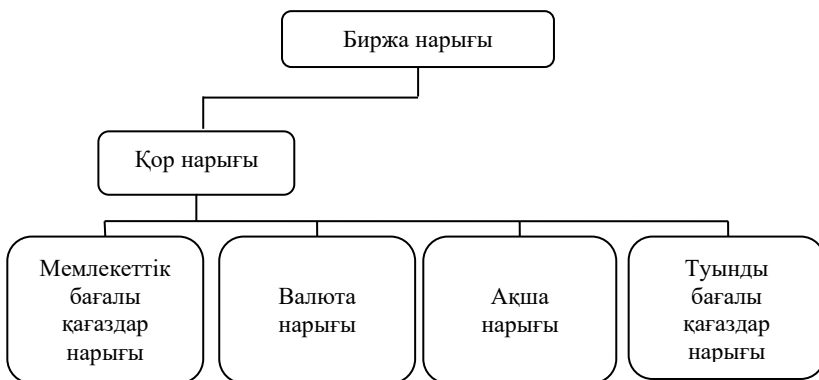 Биржа нарығы
Қор нарығы
Мемлекеттік
бағалы
қағаздар
нарығы
Валюта
нарығы
Ақша
нарығы
Туынды
бағалы
қағаздар
нарығы